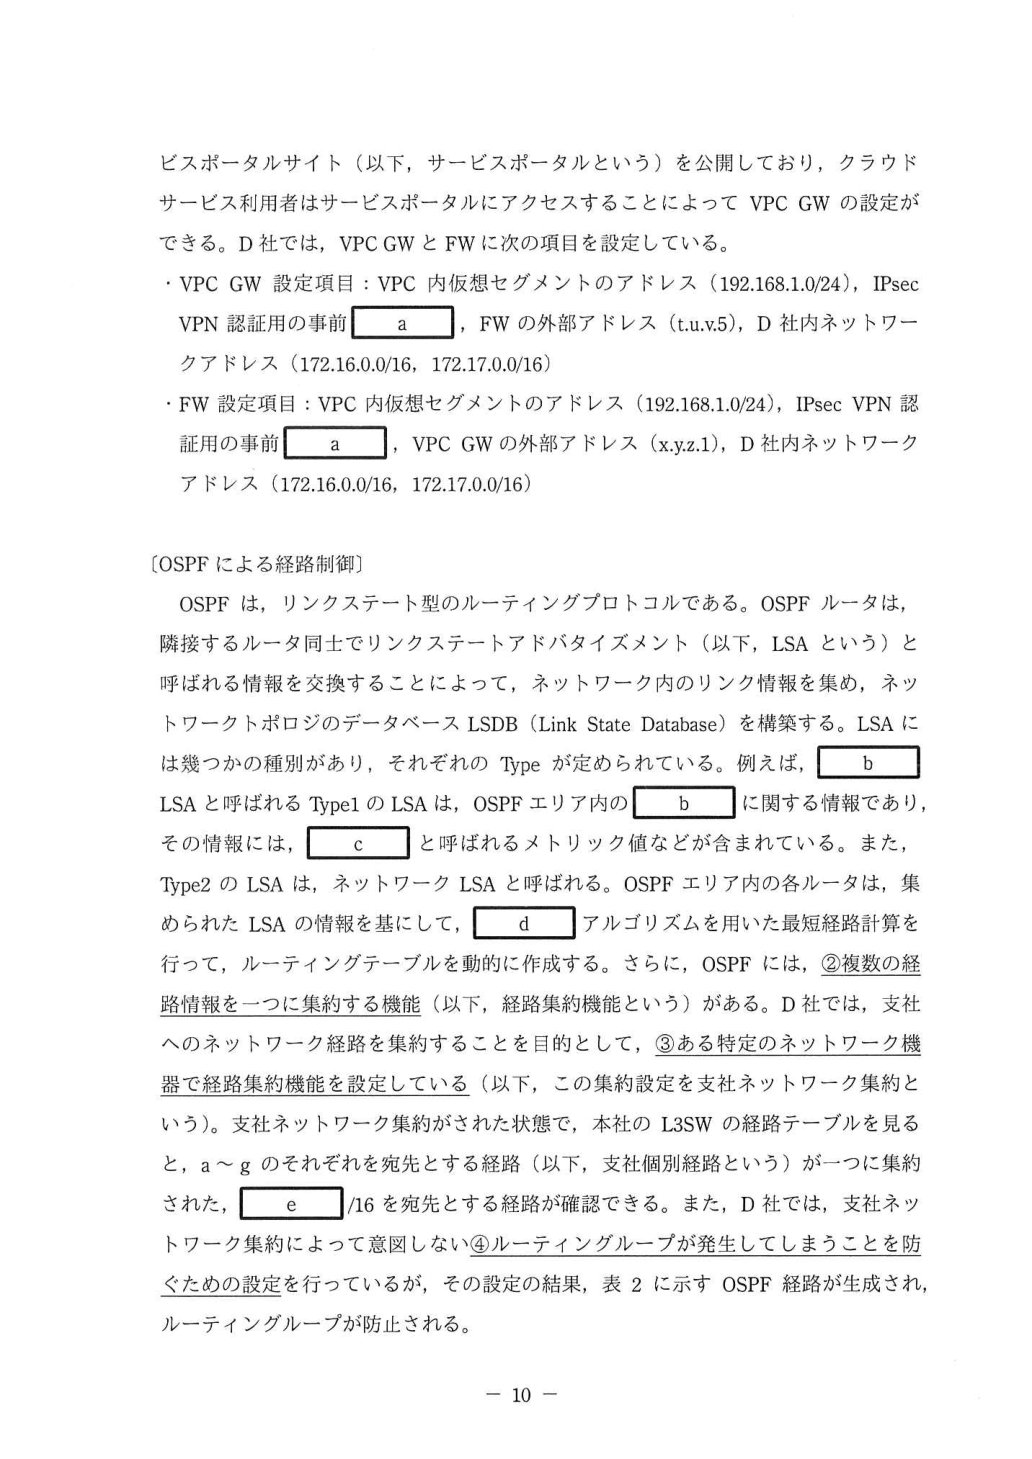 ビスポータルサイト（以下，サービスポータルという）を公開しており，クラウド
サービス利用者はサービスポータルにアクセスすることによって VPC GW の設定が
できる。D 社では，VPC GW と FW に次の項目を設定している。
・VPC GW 設定項目：VPC 内仮想セグメントのアドレス（192.168.1.0/24），IPsec
VPN 認証用の事前 a ，FW の外部アドレス（t.u.v.5），D 社内ネットワー
クアドレス（172.16.0.0/16，172.17.0.0/16）
・FW 設定項目：VPC 内仮想セグメントのアドレス（192.168.1.0/24），IPsec VPN 認
証用の事前 a ，VPC GW の外部アドレス（x.y.z.1），D 社内ネットワーク
アドレス（172.16.0.0/16，172.17.0.0/16）
〔OSPF による経路制御〕
OSPF は，リンクステート型のルーティングプロトコルである。OSPF ルータは，
隣接するルータ同士でリンクステートアドバタイズメント（以下，LSA という）と
呼ばれる情報を交換することによって，ネットワーク内のリンク情報を集め，ネッ
トワークトポロジのデータベース LSDB（Link State Database）を構築する。LSA に
は幾つかの種別があり，それぞれの Type が定められている。例えば， b
LSA と呼ばれる Type1 の LSA は，OSPF エリア内の b に関する情報であり，
その情報には， c と呼ばれるメトリック値などが含まれている。また，
Type2 の LSA は，ネットワーク LSA と呼ばれる。OSPF エリア内の各ルータは，集
められた LSA の情報を基にして， d アルゴリズムを用いた最短経路計算を
行って，ルーティングテーブルを動的に作成する。さらに，OSPF には，②複数の経
路情報を一つに集約する機能（以下，経路集約機能という）がある。D 社では，支社
へのネットワーク経路を集約することを目的として，③ある特定のネットワーク機
器で経路集約機能を設定している（以下，この集約設定を支社ネットワーク集約と
いう）。支社ネットワーク集約がされた状態で，本社の L3SW の経路テーブルを見る
と，a～g のそれぞれを宛先とする経路（以下，支社個別経路という）が一つに集約
された， e /16 を宛先とする経路が確認できる。また，D 社では，支社ネッ
トワーク集約によって意図しない④ルーティングループが発生してしまうことを防
ぐための設定を行っているが，その設定の結果，表 2 に示す OSPF 経路が生成され，
ルーティングループが防止される。
－ 10 －